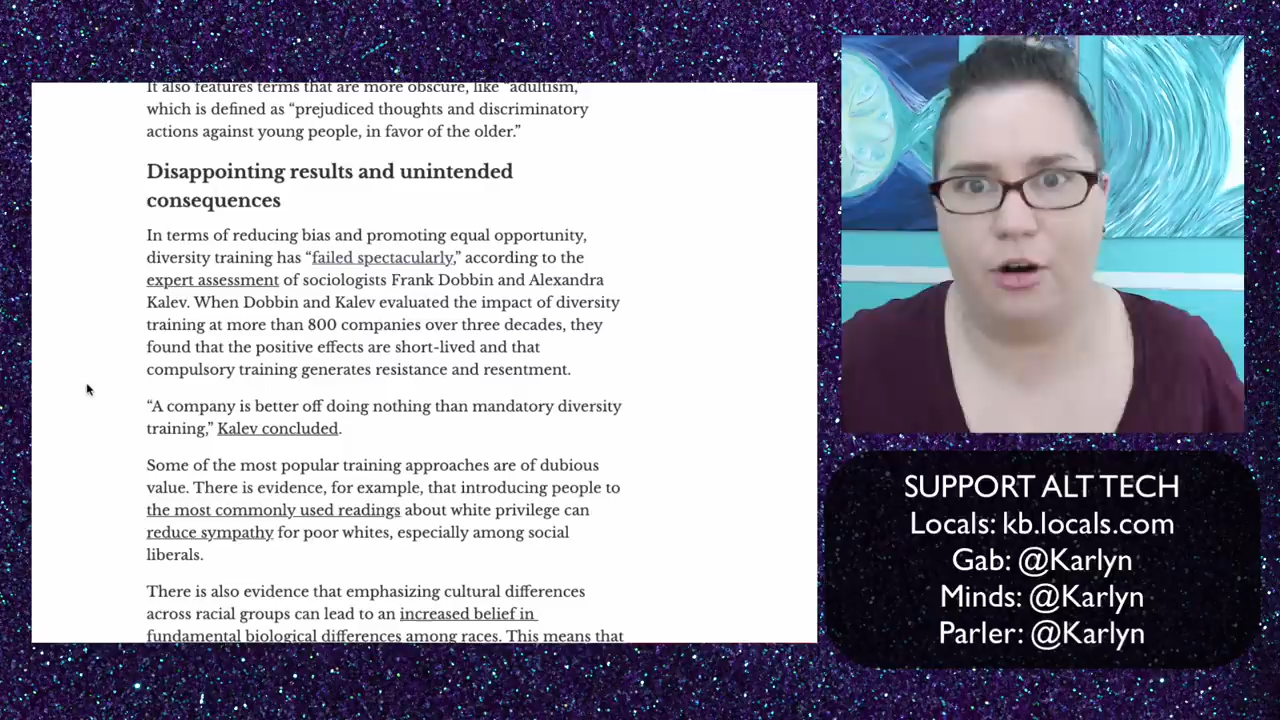 It also features terms that are more obscure, like “adultism,”
which is defined as “prejudiced thoughts and discriminatory
actions against young people, in favor of the older.”
Disappointing results and unintended
consequences
In terms of reducing bias and promoting equal opportunity,
diversity training has “failed spectacularly,” according to the
expert assessment of sociologists Frank Dobbin and Alexandra
Kalev. When Dobbin and Kalev evaluated the impact of diversity
training at more than 800 companies over three decades, they
found that the positive effects are short-lived and that
compulsory training generates resistance and resentment.
“A company is better off doing nothing than mandatory diversity
training,” Kalev concluded.
Some of the most popular training approaches are of dubious
value. There is evidence, for example, that introducing people to
the most commonly used readings about white privilege can
reduce sympathy for poor whites, especially among social
liberals.
There is also evidence that emphasizing cultural differences
across racial groups can lead to an increased belief in
fundamental biological differences among races. This means that
SUPPORT ALT TECH
Locals: kb.locals.com
Gab: @Karlyn
Minds: @Karlyn
Parler: @Karlyn